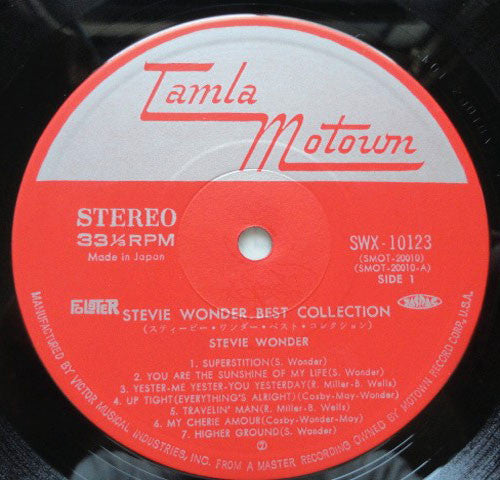 Tamla
Motown
STEREO
33⅓RPM
Made in Japan
SWX-10123
(SMOT-20010)
(SMOT-20010-A)
SIDE 1
STEVIE WONDER BEST COLLECTION
(スティービー・ワンダー・ベスト・コレクション)
STEVIE WONDER
1. SUPERSTITION(S. Wonder)
2. YOU ARE THE SUNSHINE OF MY LIFE(S. Wonder)
3. YESTER-ME YESTER-YOU YESTERDAY(R. Miller-B. Wells)
4. UP TIGHT(EVERYTHING'S ALRIGHT)(Cosby-Wonder-May)
5. TRAVELIN' MAN(R. Miller-B. Wells)
6. MY CHERIE AMOUR(Cosby-Wonder-Moy)
7. HIGHER GROUND(S. Wonder)
②
MANUFACTURED BY VICTOR MUSICAL INDUSTRIES, INC. FROM A MASTER RECORDING OWNED BY MOTOWN RECORD CORP., U.S.A.